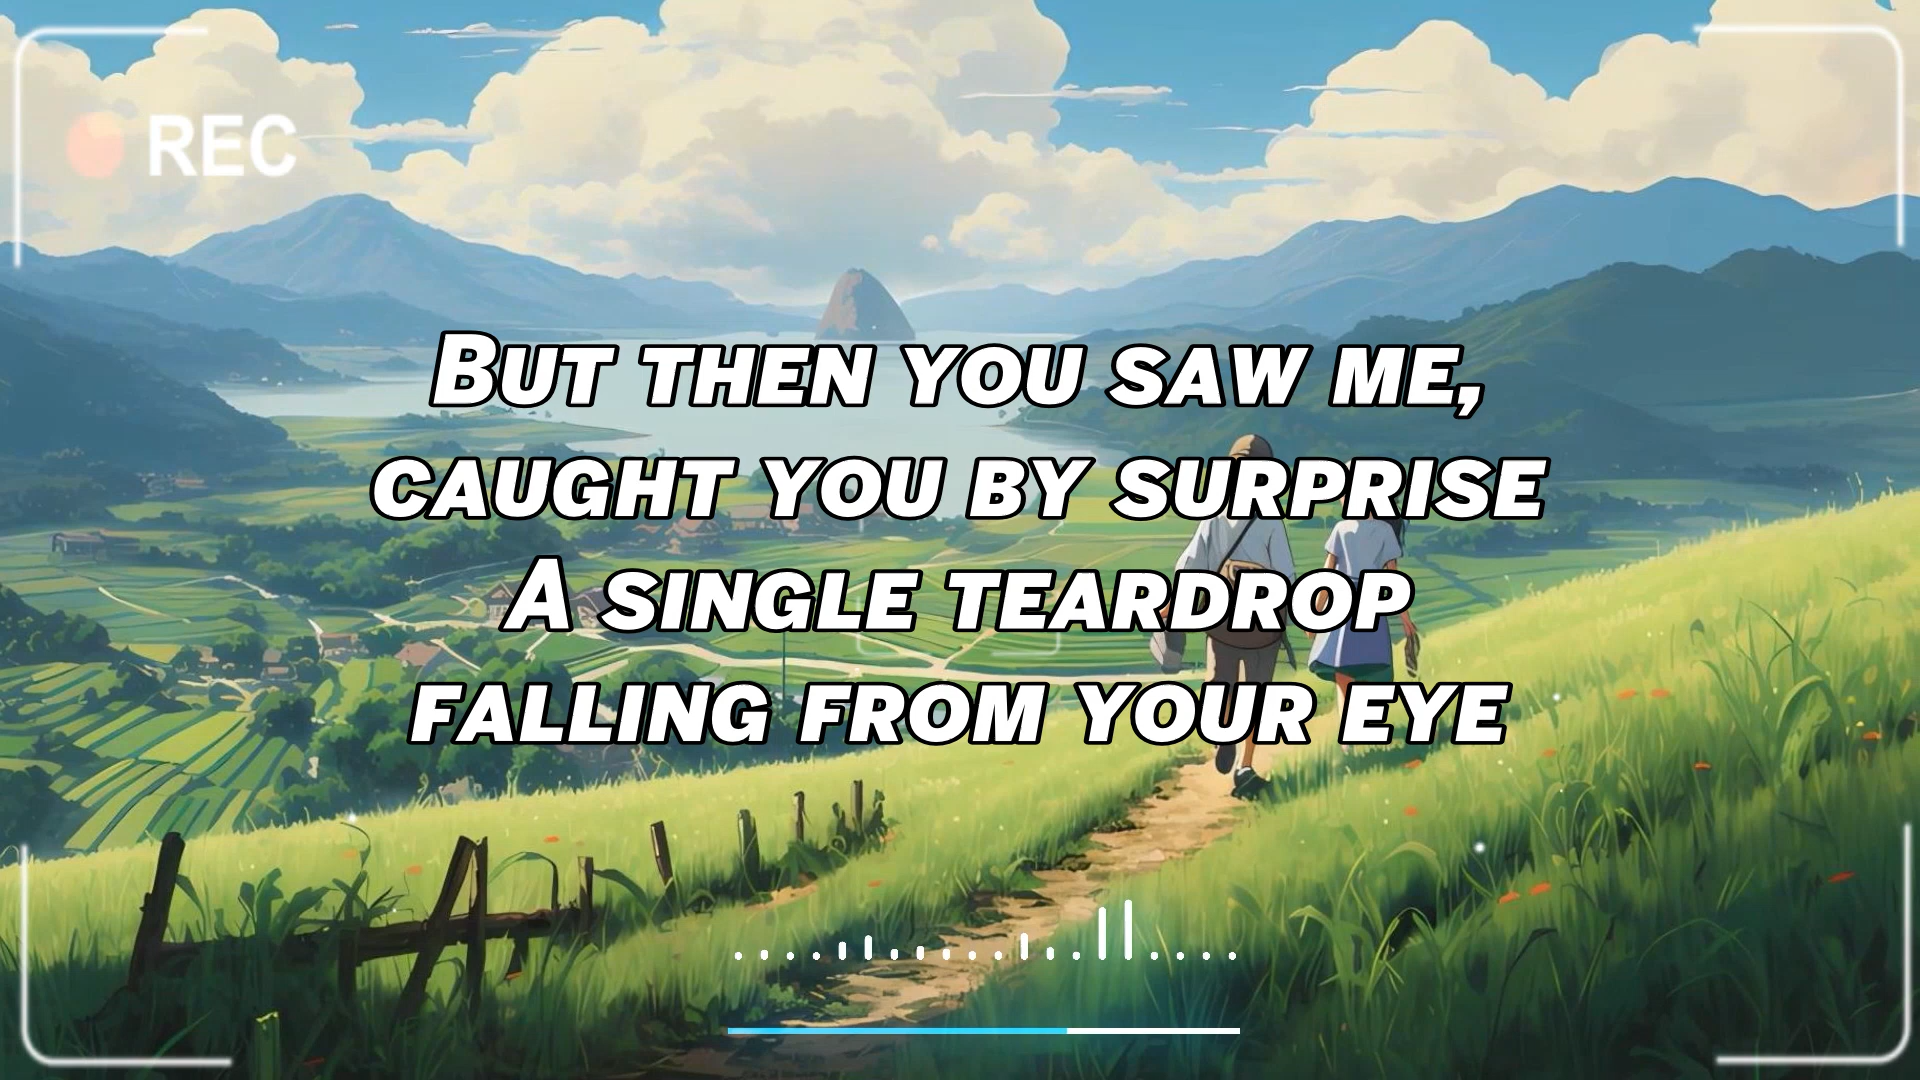 REC
But then you saw me,
caught you by surprise
A single teardrop
falling from your eye